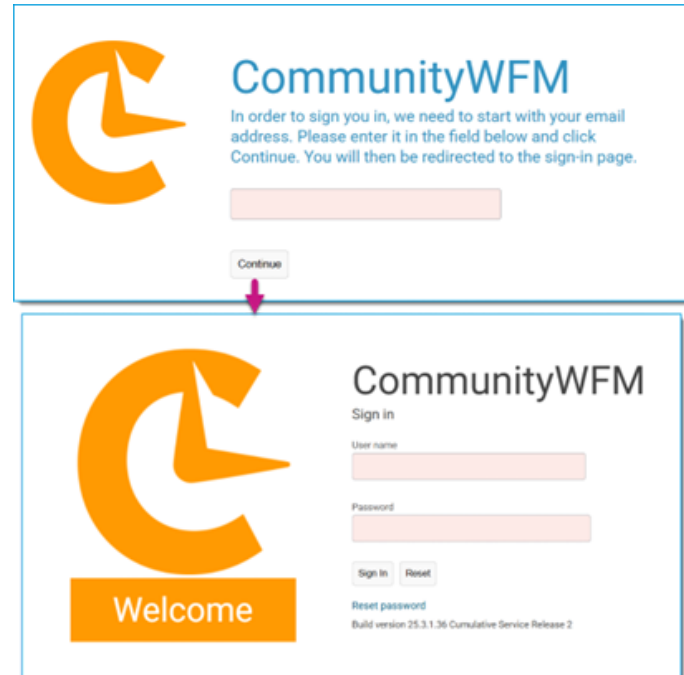 CommunityWFM
In order to sign you in, we need to start with your email
address. Please enter it in the field below and click
Continue. You will then be redirected to the sign-in page.
Continue
CommunityWFM
Sign in
User name
Password
Sign In Reset
Welcome
Reset password
Build version 25.3.1.36 Cumulative Service Release 2